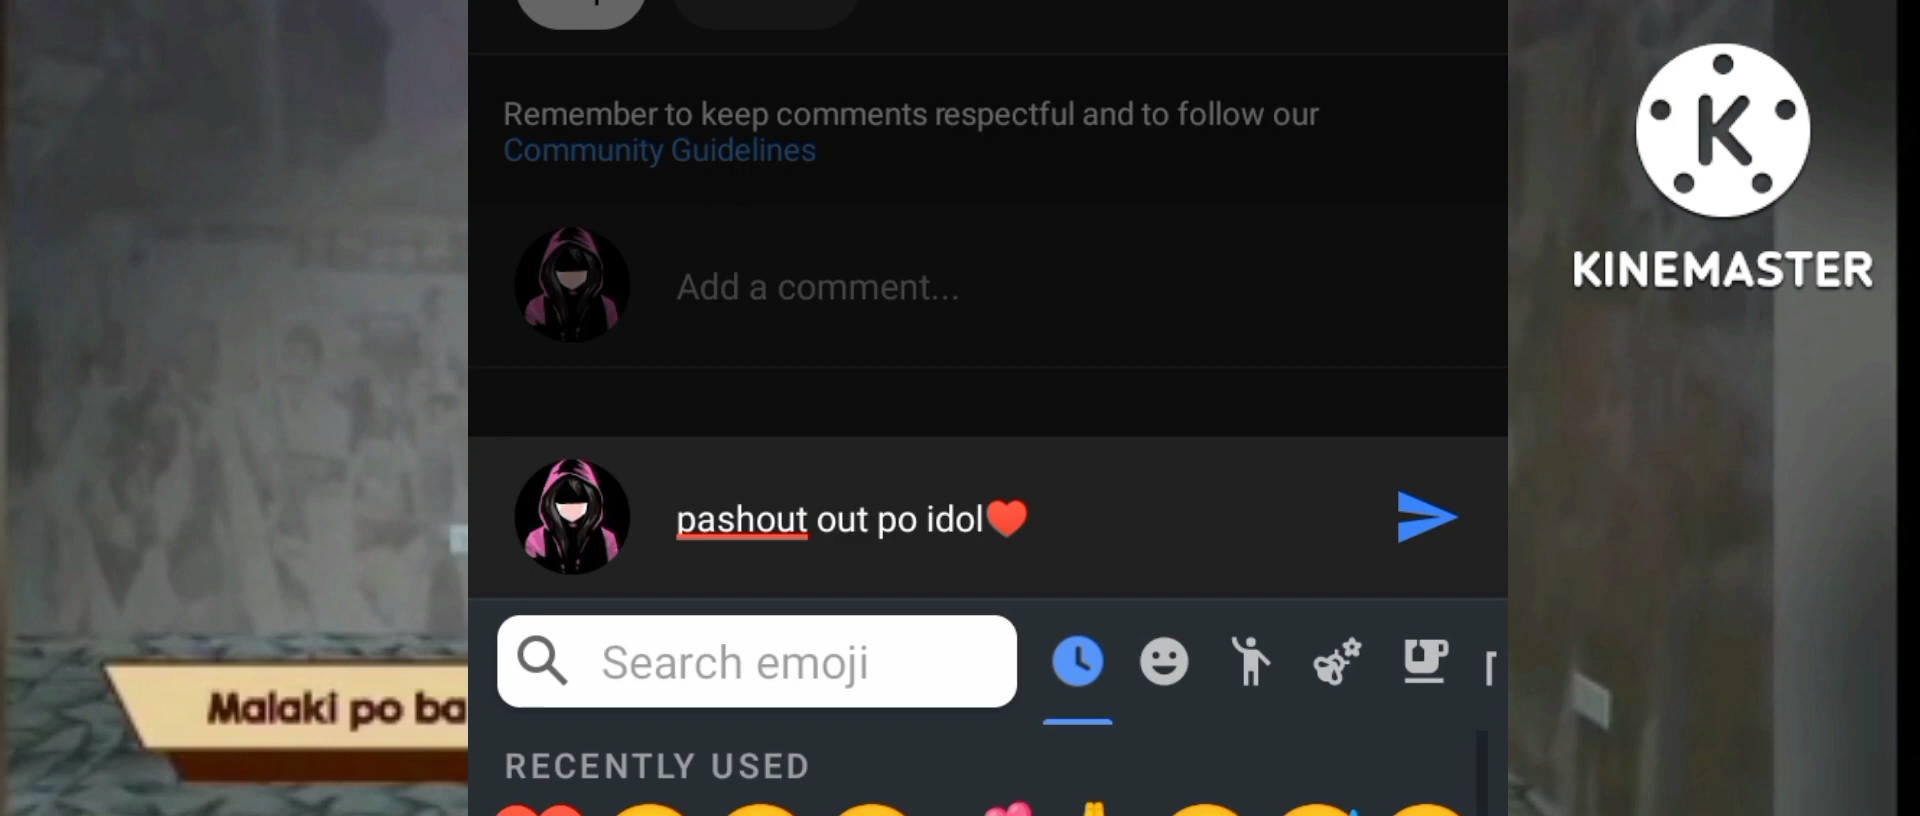 Remember to keep comments respectful and to follow our
Community Guidelines
K
KINEMASTER
Add a comment...
pashout out po idol❤️
Search emoji
Malaki po ba
RECENTLY USED